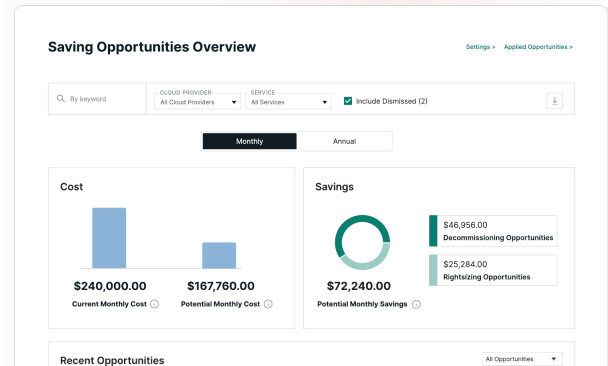 Saving Opportunities Overview
Settings > Applied Opportunities >
By keyword
CLOUD PROVIDER
All Cloud Providers
SERVICE
All Services
Include Dismissed (2)
Monthly
Annual
Cost
$240,000.00
Current Monthly Cost
$167,760.00
Potential Monthly Cost
Savings
$72,240.00
Potential Monthly Savings
$46,956.00
Decommissioning Opportunities
$25,284.00
Rightsizing Opportunities
Recent Opportunities
All Opportunities